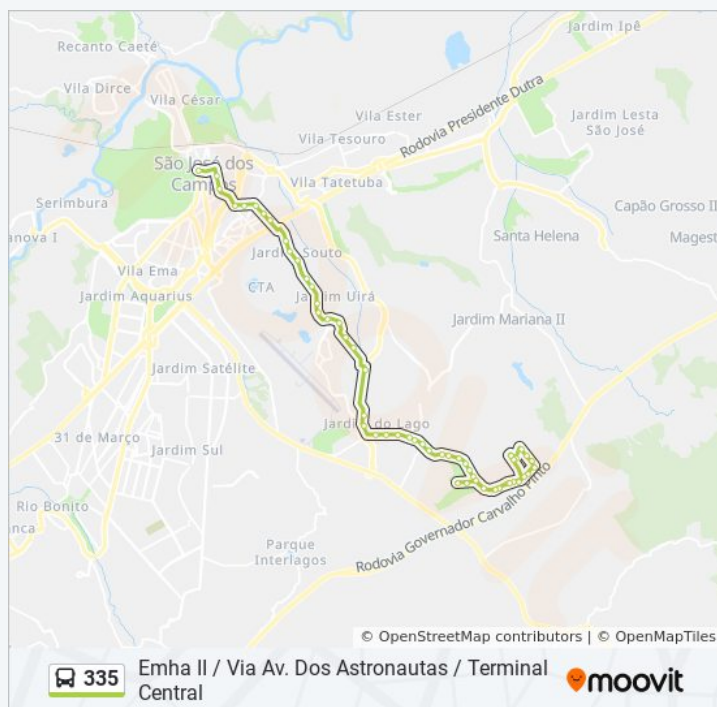 Jardim Ipê
Recanto Caeté
Vila Dirce
Vila César
Rodovia Presidente Dutra
Vila Ester
Jardim Lesta
São José
Vila Tesouro
São José dos
Campos
Vila Tatetuba
Serimbura
Capão Grosso II
anova I
Santa Helena
Magest
Jardim Souto
Vila Ema
CTA
Jardim Aquarius
Jardim Uirá
Jardim Mariana II
Jardim Satélite
31 de Março
Jardim do Lago
Jardim Sul
Rio Bonito
anca
Rodovia Governador Carvalho Pinto
Parque
Interlagos
© OpenStreetMap contributors | © OpenMapTiles
335
Emha II / Via Av. Dos Astronautas / Terminal
Central
moovit